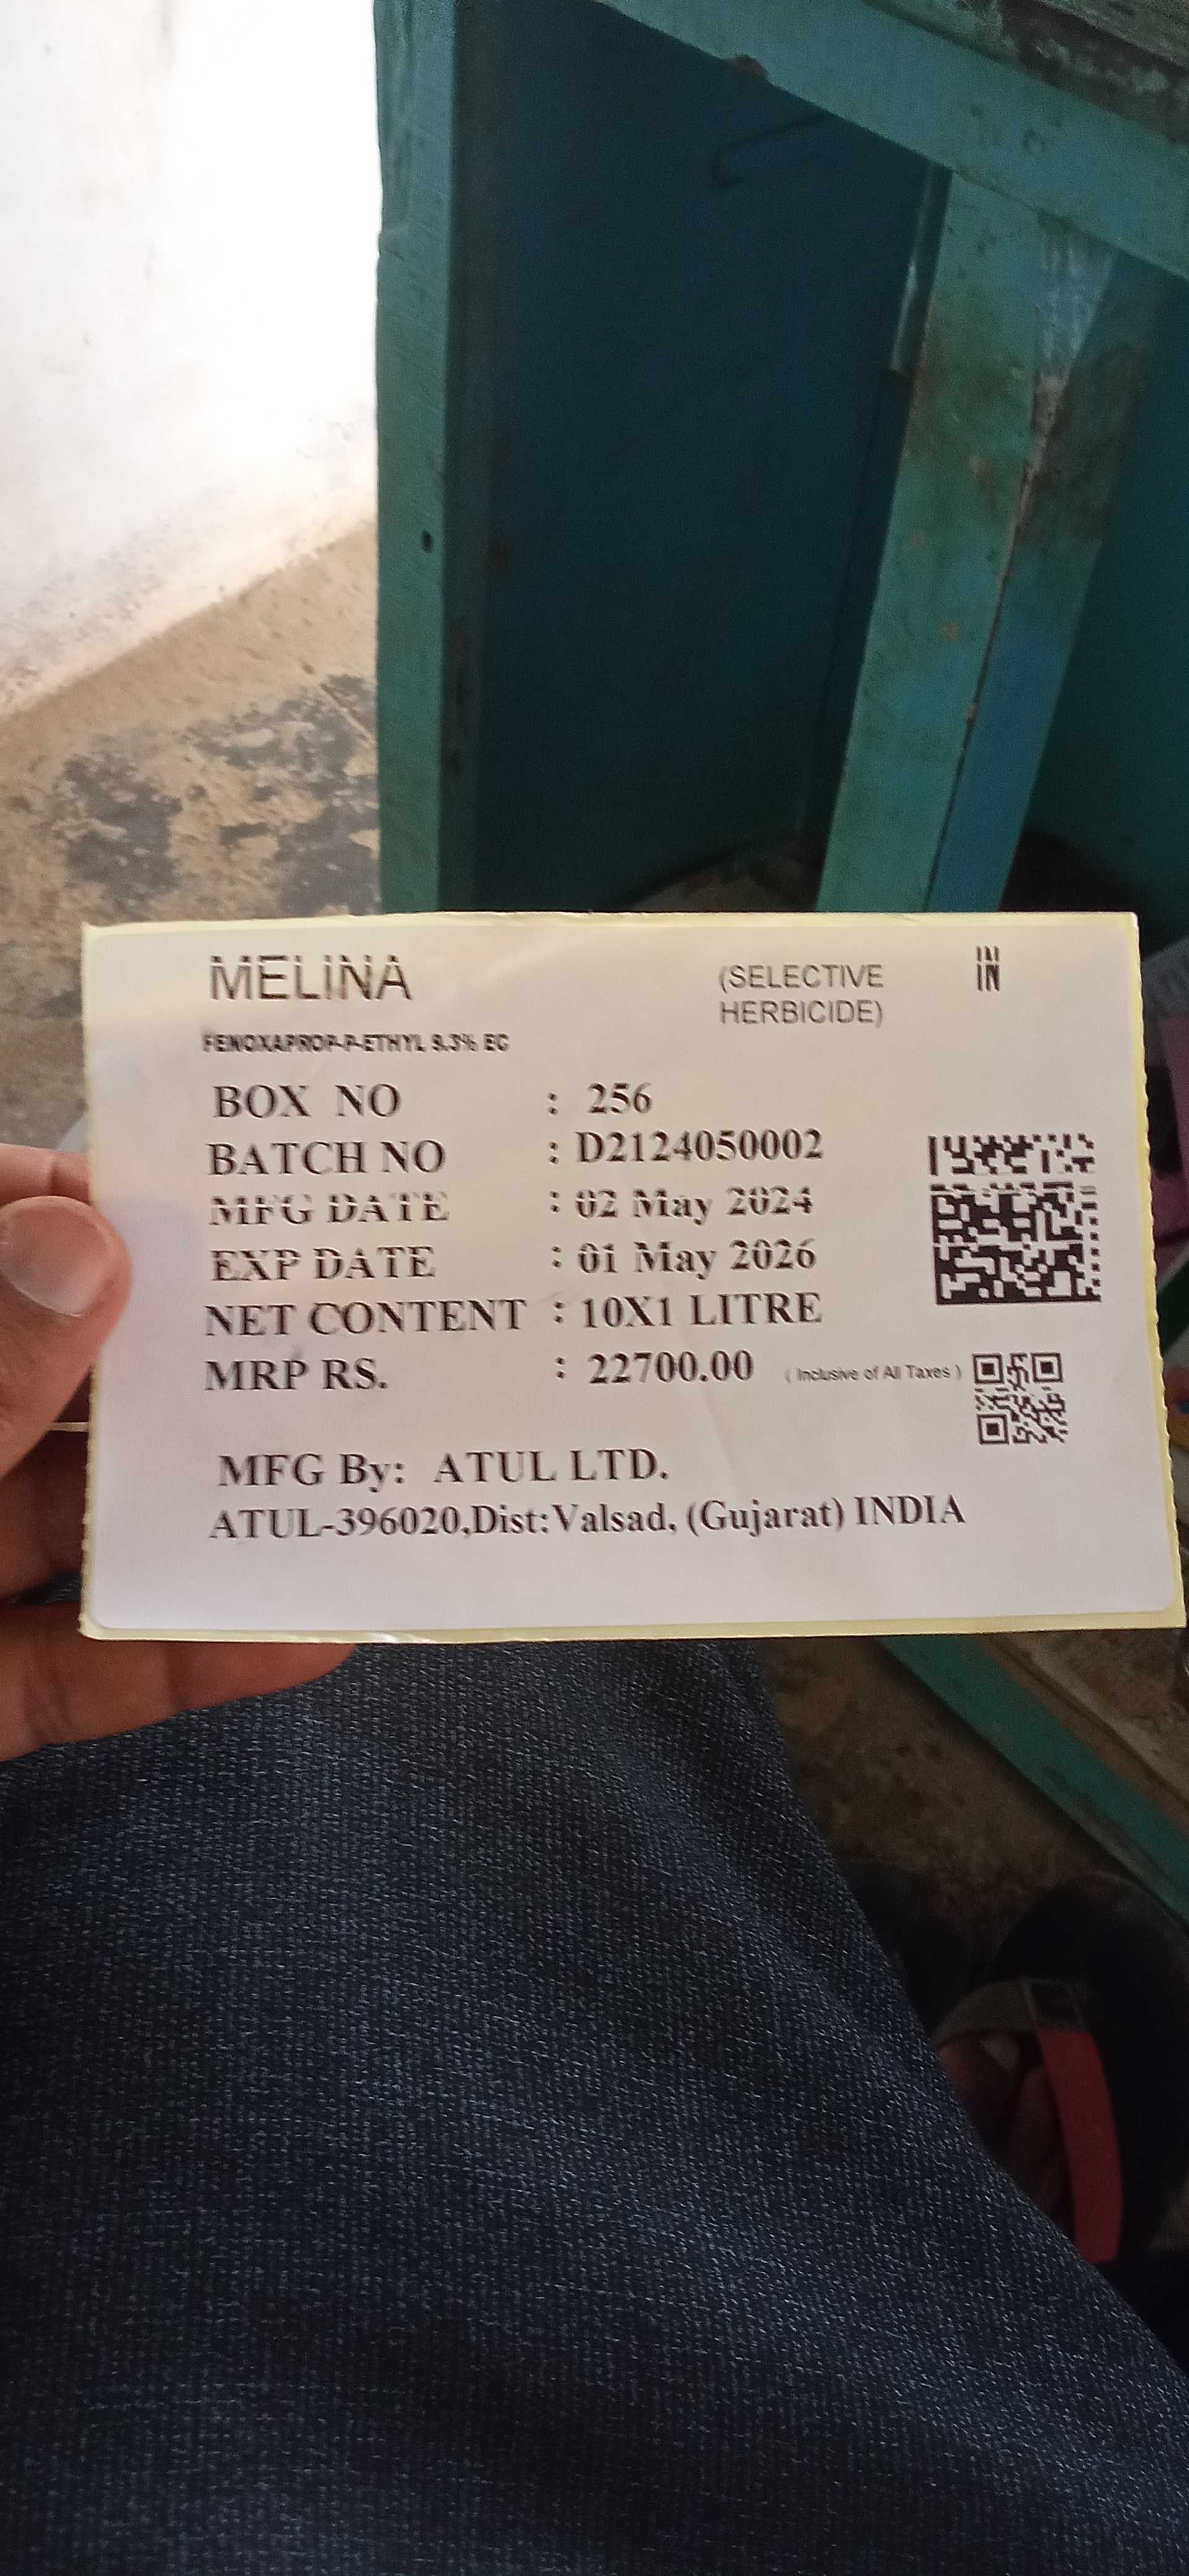 MELINA (SELECTIVE HERBICIDE) IN
FENOXAPROP-P-ETHYL 9.3% EC
BOX NO : 256
BATCH NO : D2124050002
MFG DATE : 02 May 2024
EXP DATE : 01 May 2026
NET CONTENT : 10X1 LITRE
MRP RS. : 22700.00 ( Inclusive of All Taxes )
MFG By: ATUL LTD.
ATUL-396020,Dist:Valsad, (Gujarat) INDIA